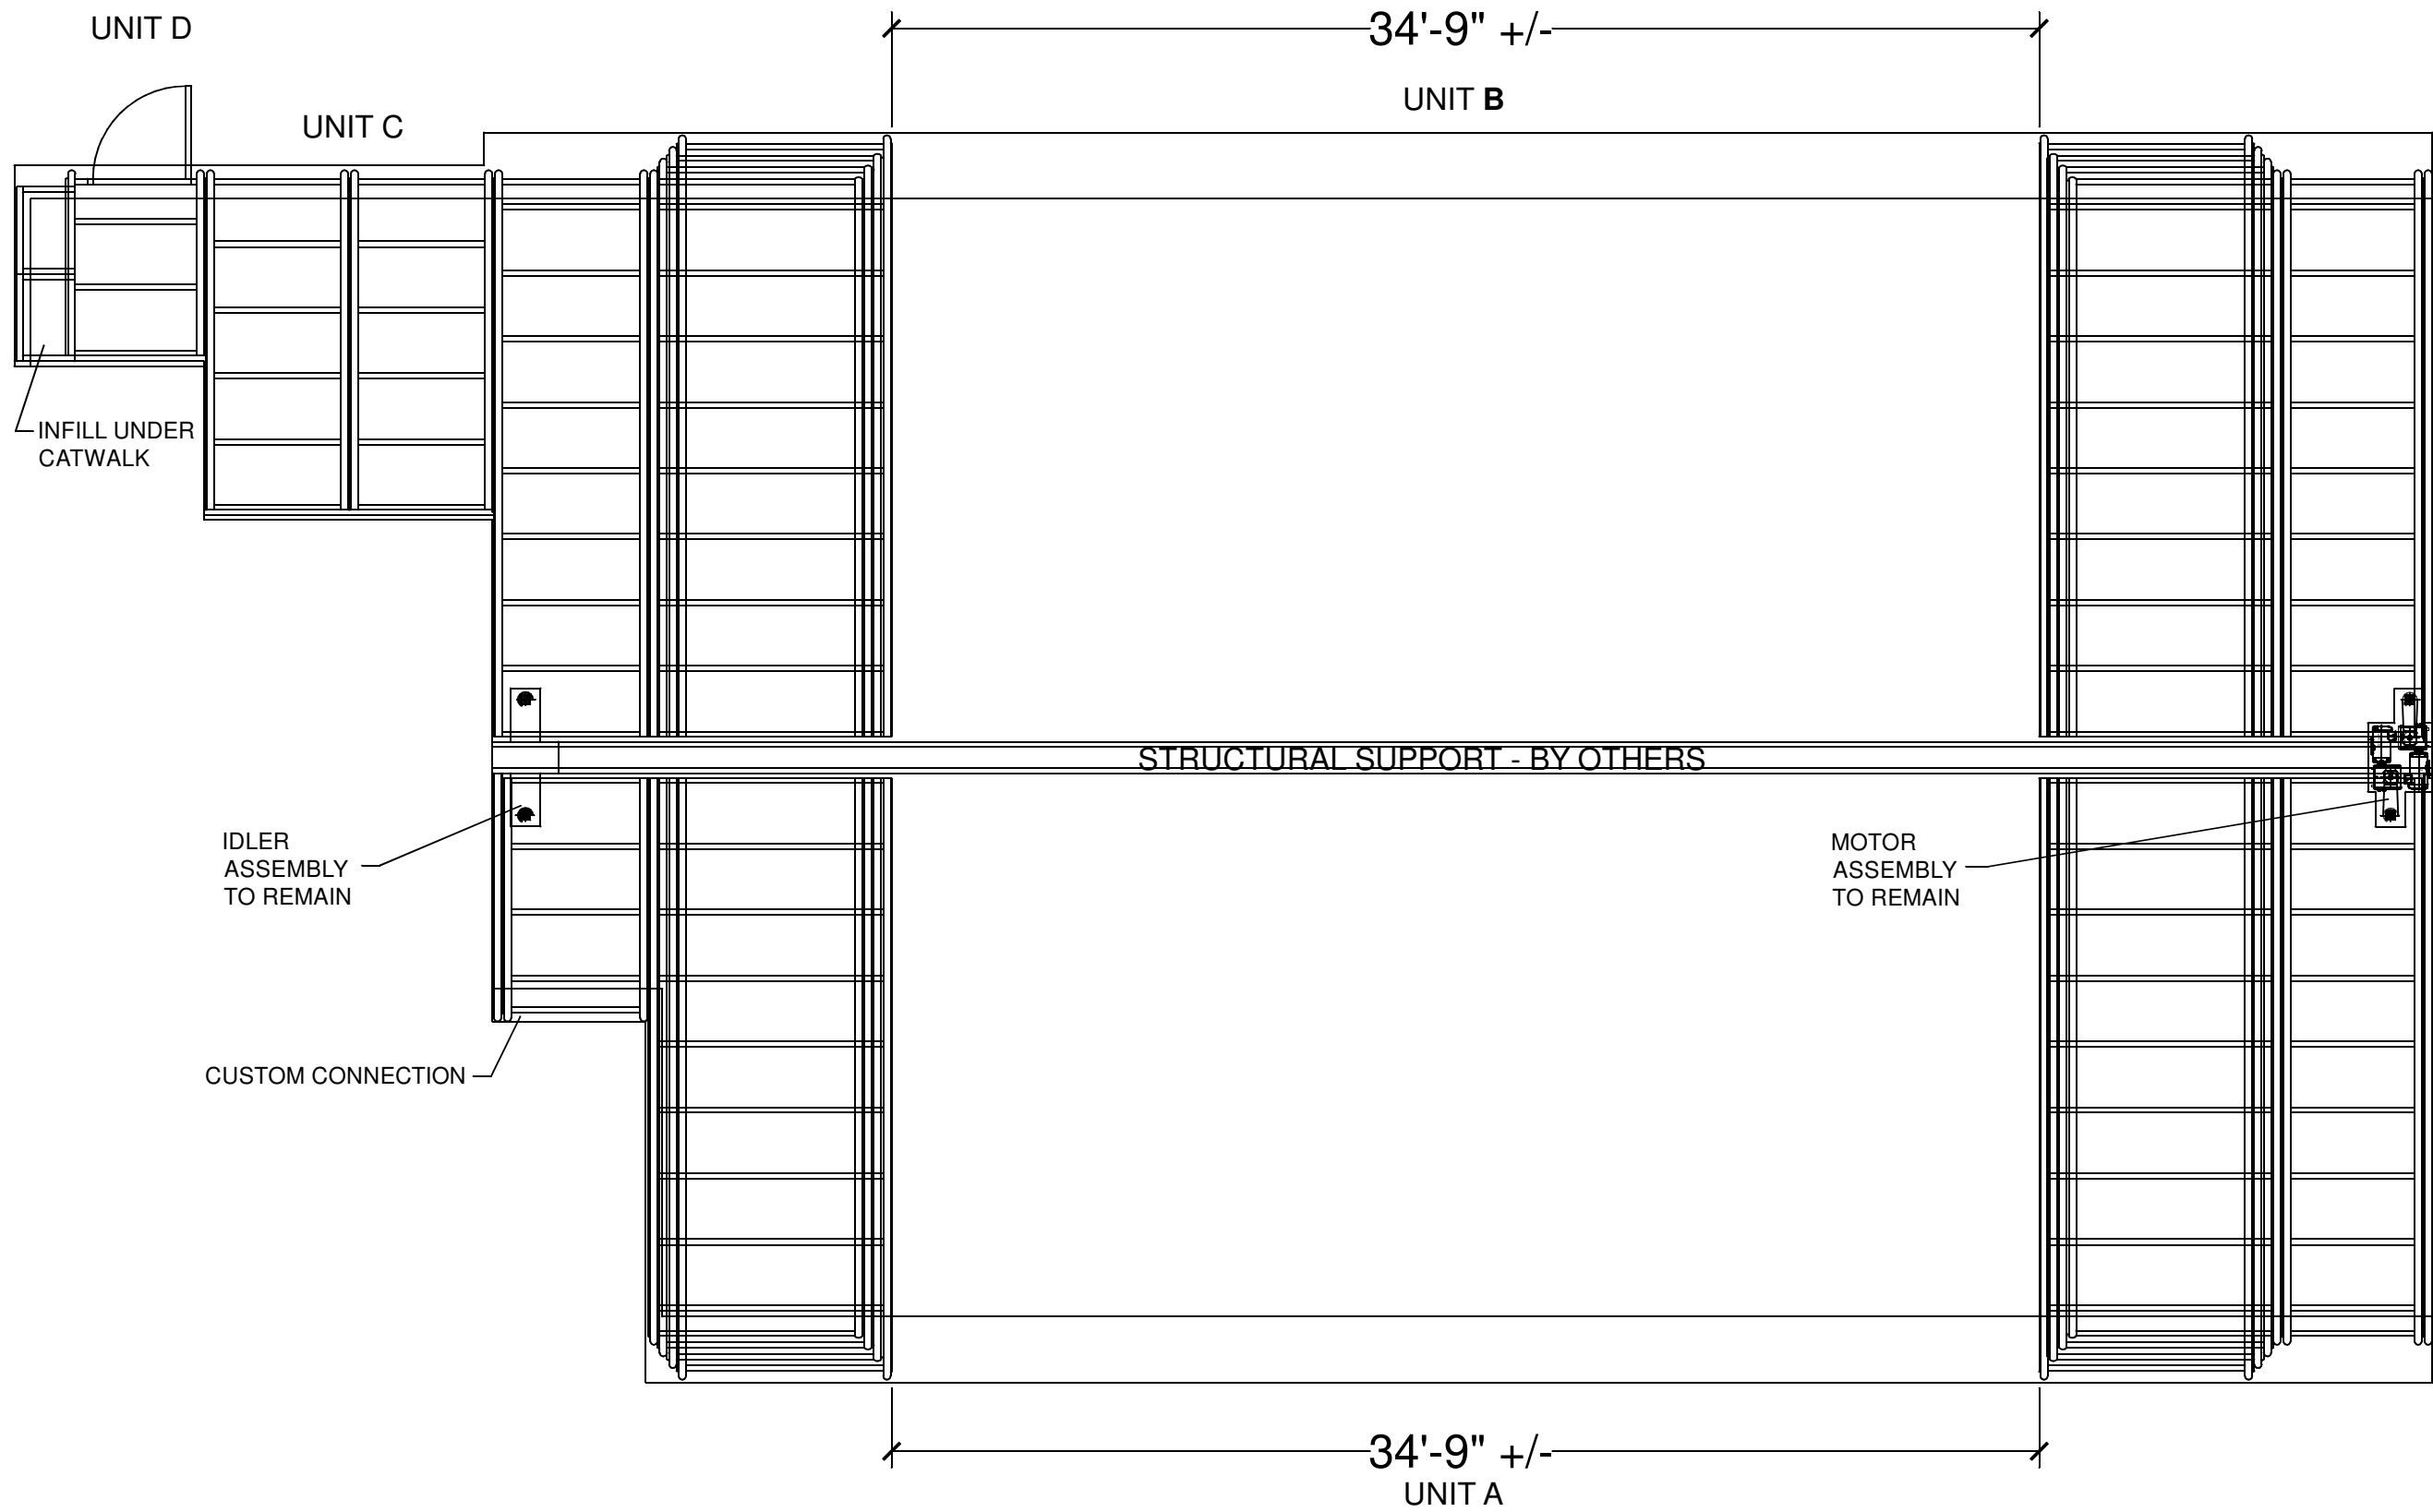 UNIT D
34'-9" +/-
UNIT B
UNIT C
INFILL UNDER
CATWALK
STRUCTURAL SUPPORT - BY OTHERS
IDLER
ASSEMBLY
TO REMAIN
MOTOR
ASSEMBLY
TO REMAIN
CUSTOM CONNECTION
34'-9" +/-
UNIT A